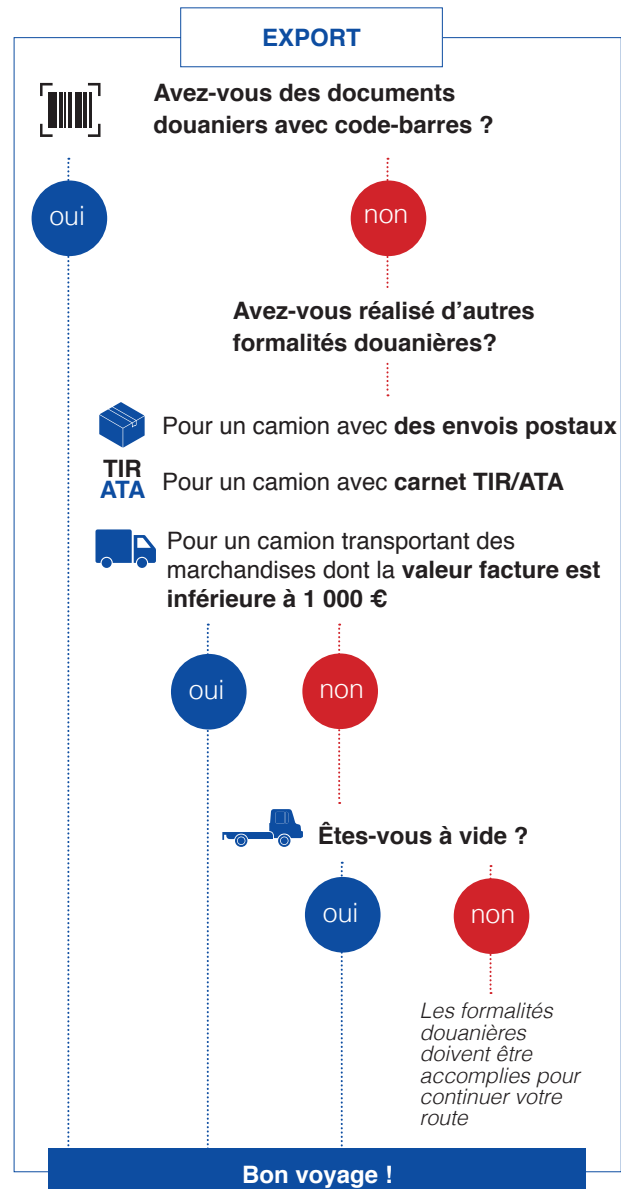 EXPORT
Avez-vous des documents
douaniers avec code-barres ?
oui
non
Avez-vous réalisé d’autres
formalités douanières?
Pour un camion avec des envois postaux
TIR
ATA
Pour un camion avec carnet TIR/ATA
Pour un camion transportant des
marchandises dont la valeur facture est
inférieure à 1 000 €
oui
non
Êtes-vous à vide ?
oui
non
Les formalités
douanières
doivent être
accomplies pour
continuer votre
route
Bon voyage !